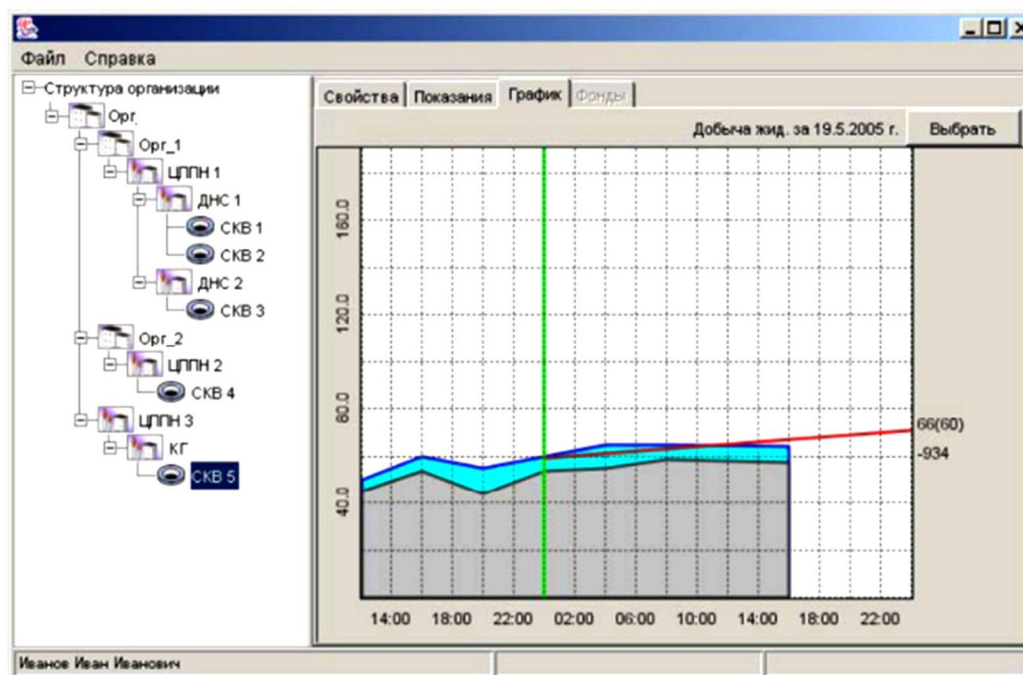 Файл Справка
Структура организации
Орг.
Орг_1
ЦППН 1
ДНС 1
СКВ 1
СКВ 2
ДНС 2
СКВ 3
Орг_2
ЦППН 2
СКВ 4
ЦППН 3
КГ
СКВ 5
Свойства Показания График Фонды
Добыча жид. за 19.5.2005 г. Выбрать
160.0
120.0
80.0
40.0
66(60)
-934
14:00 18:00 22:00 02:00 06:00 10:00 14:00 18:00 22:00
Иванов Иван Иванович